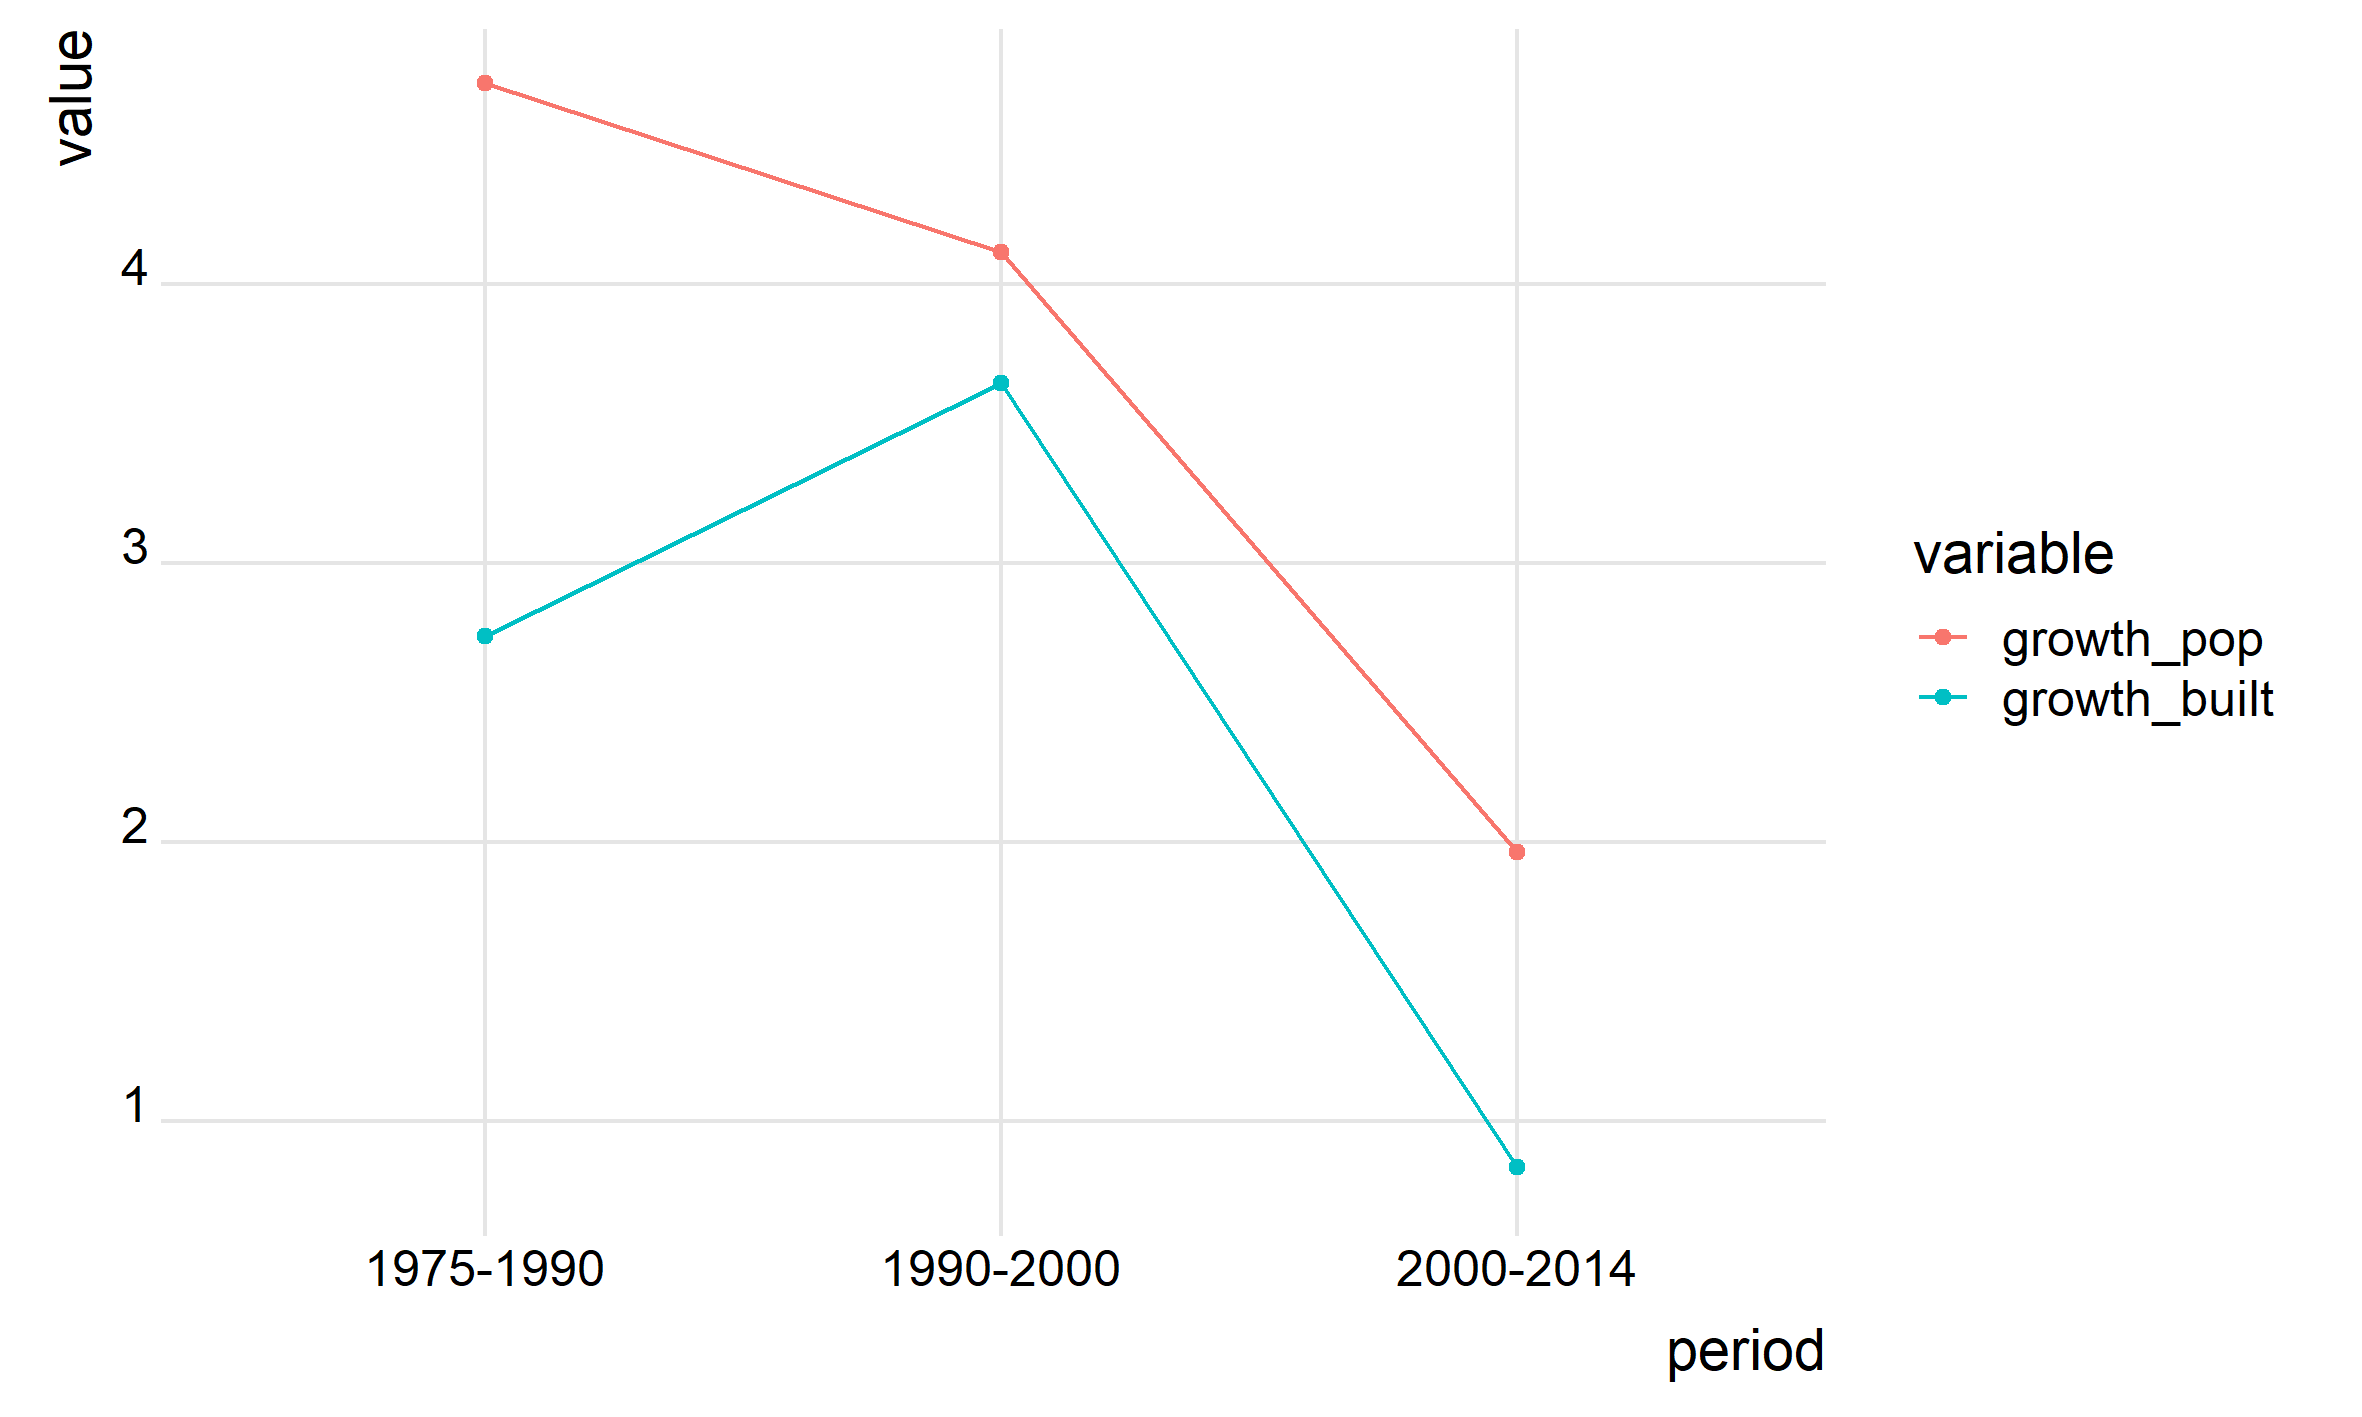 value
4
3
2
1
1975-1990
1990-2000
2000-2014
period
variable
growth_pop
growth_built